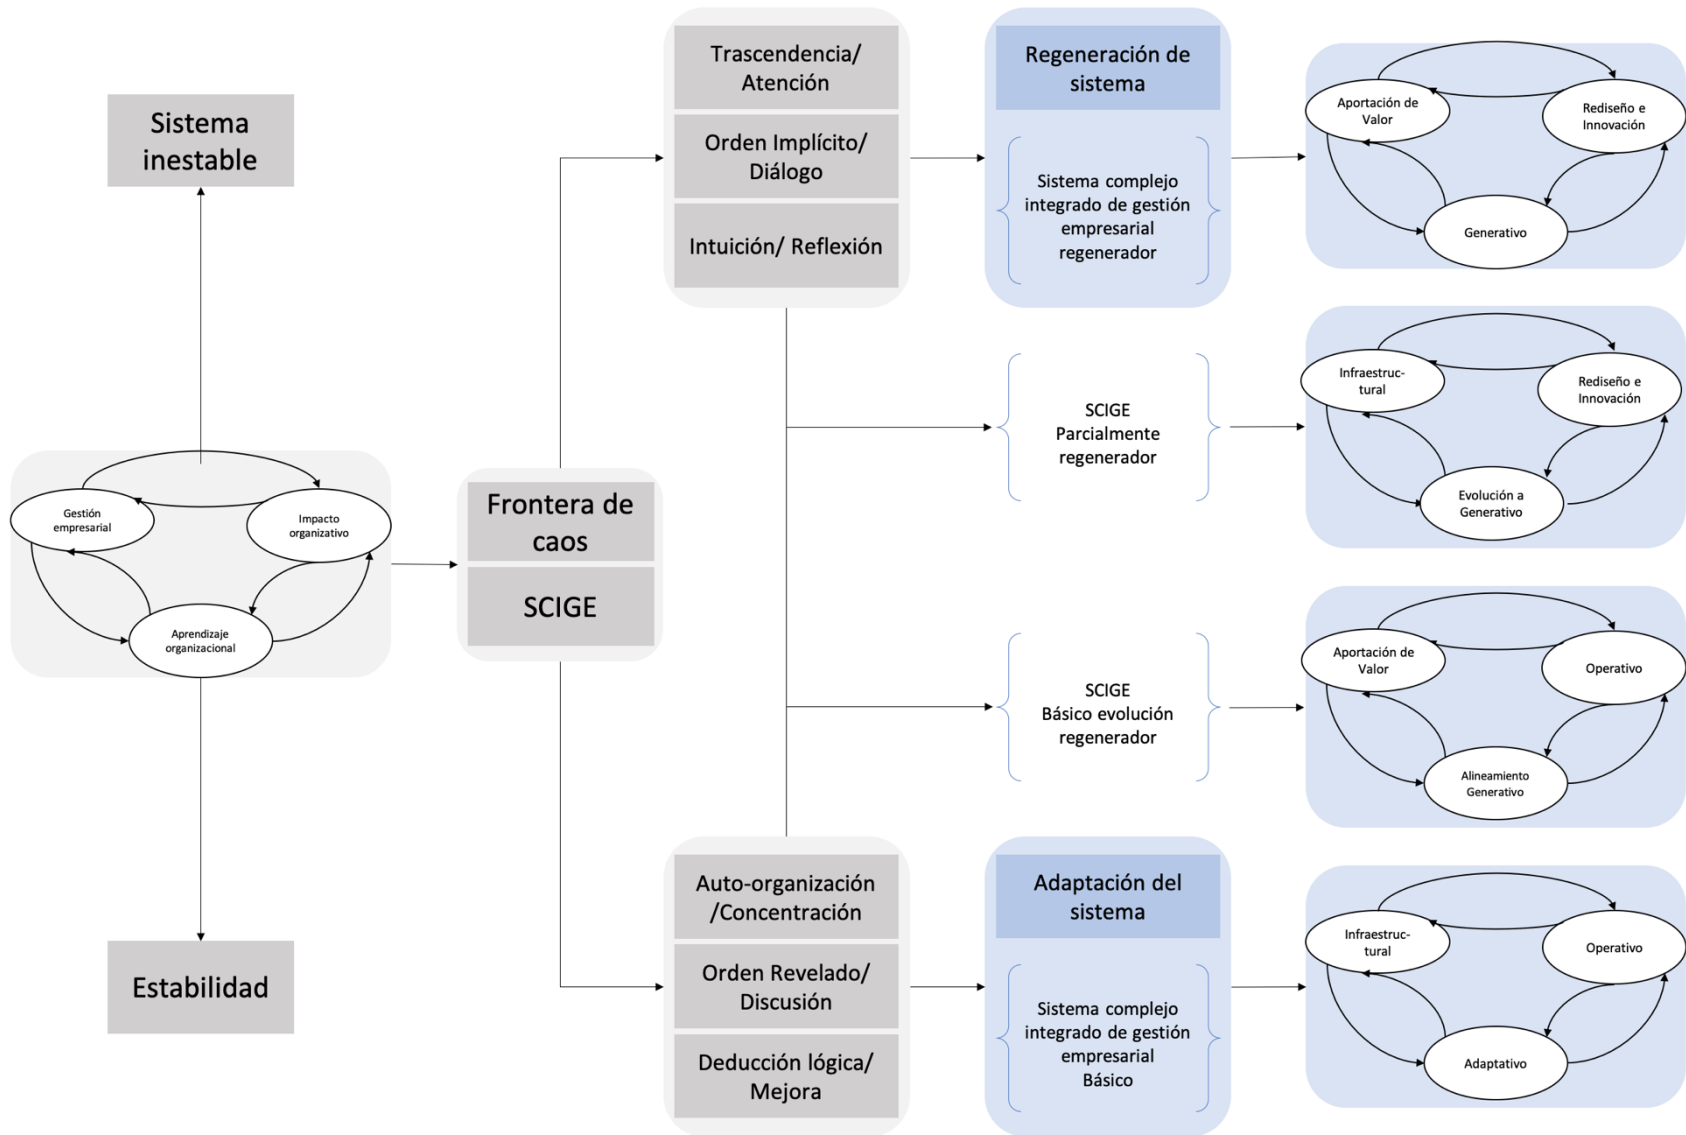 Sistema
inestable
Gestión
empresarial
Impacto
organizativo
Aprendizaje
organizacional
Estabilidad
Frontera de
caos
SCIGE
Trascendencia/
Atención
Orden Implícito/
Diálogo
Intuición/ Reflexión
Auto-organización
/Concentración
Orden Revelado/
Discusión
Deducción lógica/
Mejora
Regeneración de
sistema
Sistema complejo
integrado de gestión
empresarial
regenerador
SCIGE
Parcialmente
regenerador
SCIGE
Básico evolución
regenerador
Adaptación del
sistema
Sistema complejo
integrado de gestión
empresarial
Básico
Aportación de
Valor
Rediseño e
Innovación
Generativo
Infraestruc-
tural
Rediseño e
Innovación
Evolución a
Generativo
Aportación de
Valor
Operativo
Alineamiento
Generativo
Infraestruc-
tural
Operativo
Adaptativo